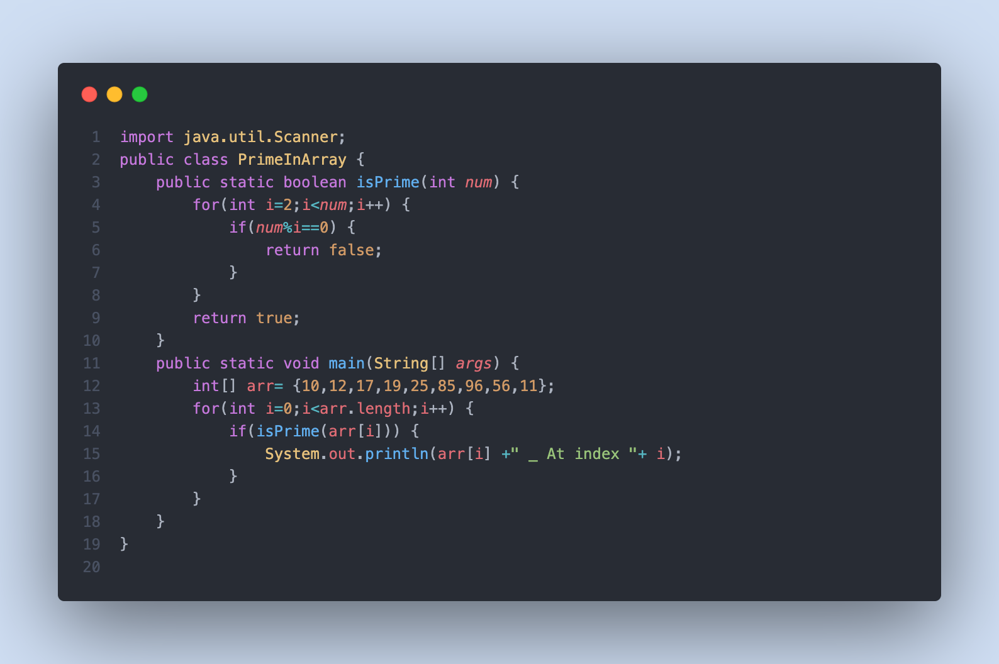 1 import java.util.Scanner;
2 public class PrimeInArray {
3     public static boolean isPrime(int num) {
4         for(int i=2;i<num;i++) {
5             if(num%i==0) {
6                 return false;
7             }
8         }
9         return true;
10     }
11     public static void main(String[] args) {
12         int[] arr= {10,12,17,19,25,85,96,56,11};
13         for(int i=0;i<arr.length;i++) {
14             if(isPrime(arr[i])) {
15                 System.out.println(arr[i] +" _ At index "+ i);
16             }
17         }
18     }
19 }
20